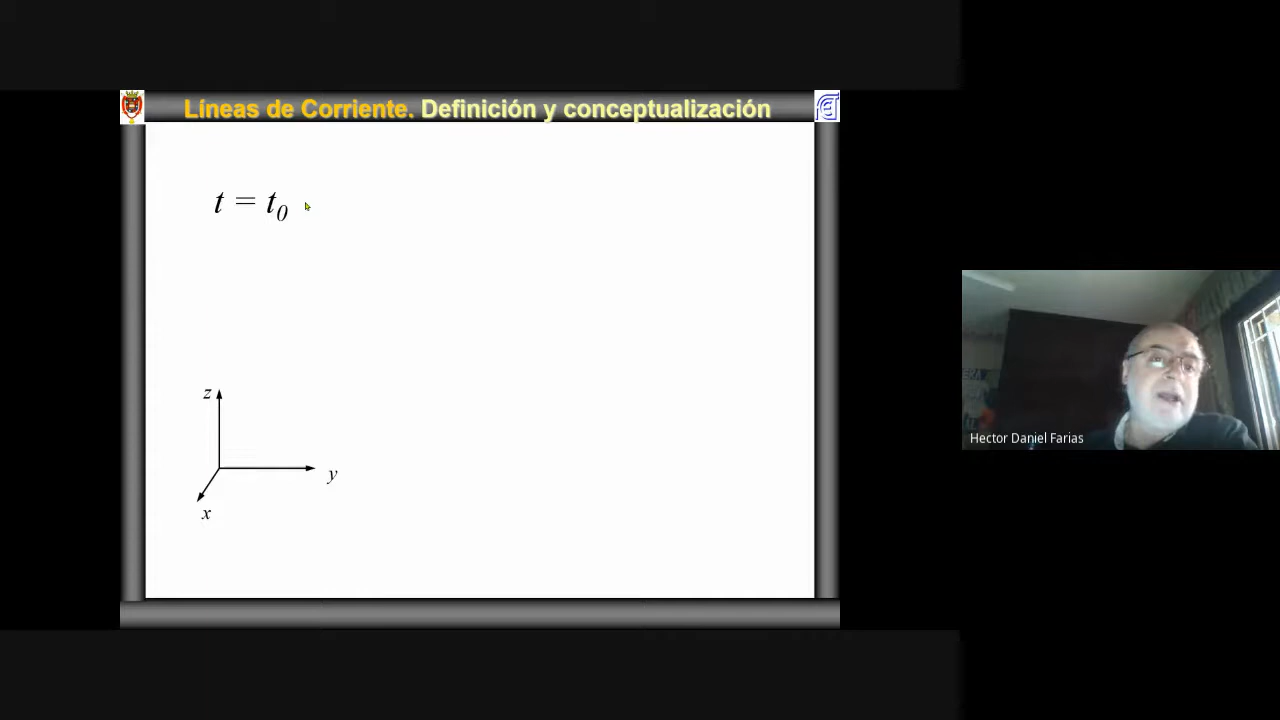 Líneas de Corriente. Definición y conceptualización
t = t0
z
y
x
Hector Daniel Farias